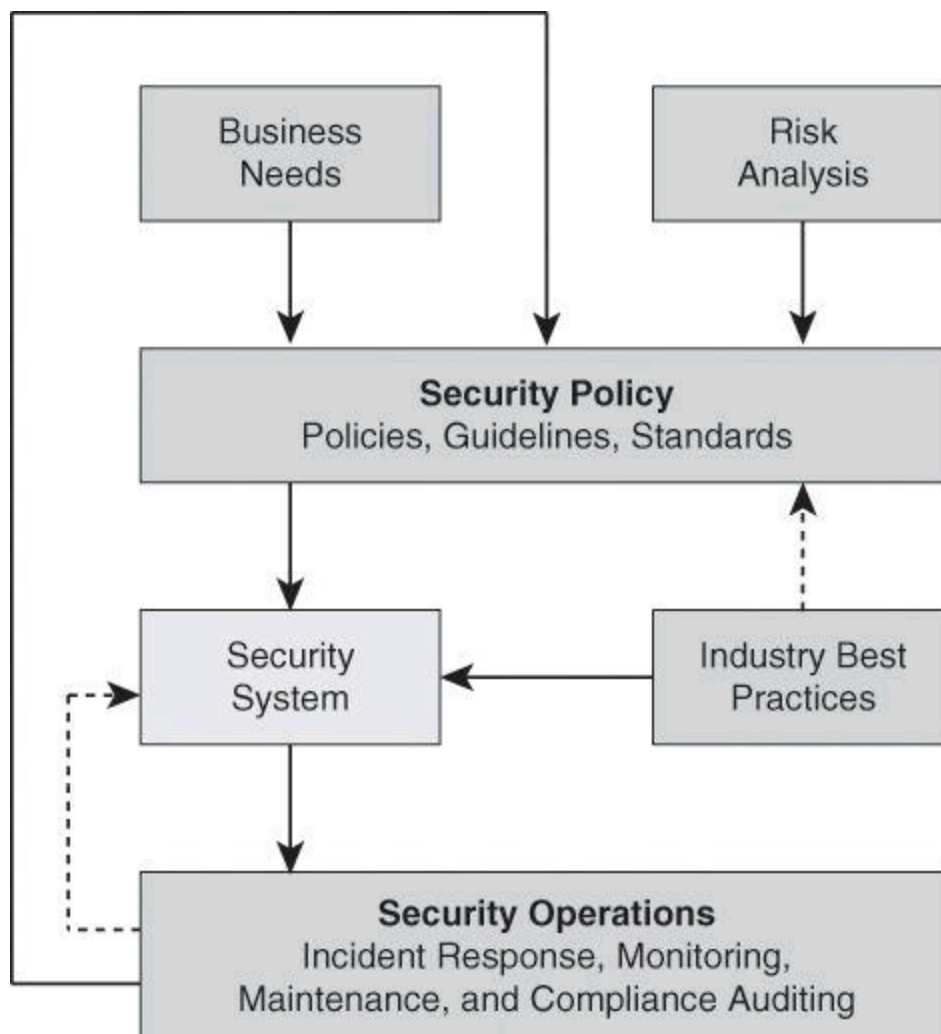 Business
Needs
Risk
Analysis
Security Policy
Policies, Guidelines, Standards
Security
System
Industry Best
Practices
Security Operations
Incident Response, Monitoring,
Maintenance, and Compliance Auditing